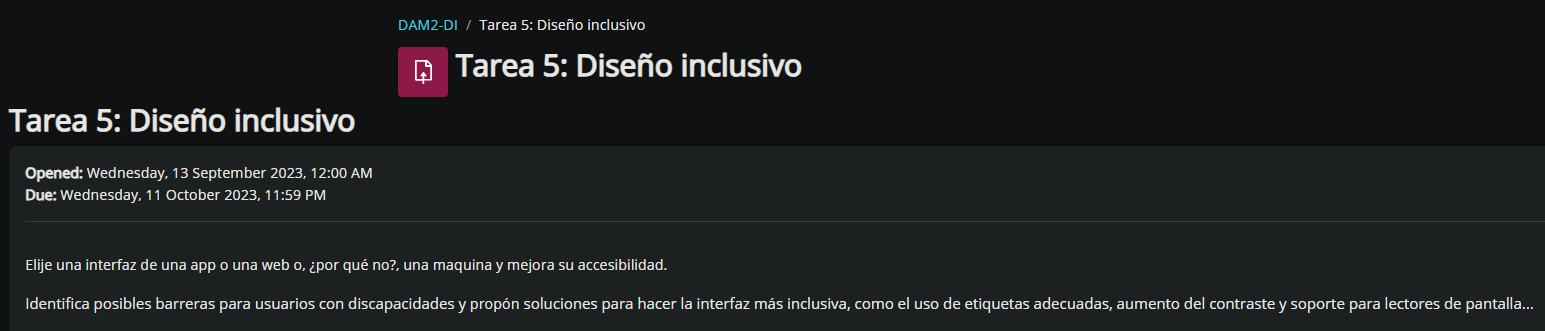 DAM2-DI / Tarea 5: Diseño inclusivo
Tarea 5: Diseño inclusivo
Tarea 5: Diseño inclusivo
Opened: Wednesday, 13 September 2023, 12:00 AM
Due: Wednesday, 11 October 2023, 11:59 PM
Elije una interfaz de una app o una web o, ¿por qué no?, una maquina y mejora su accesibilidad.
Identifica posibles barreras para usuarios con discapacidades y propón soluciones para hacer la interfaz más inclusiva, como el uso de etiquetas adecuadas, aumento del contraste y soporte para lectores de pantalla...